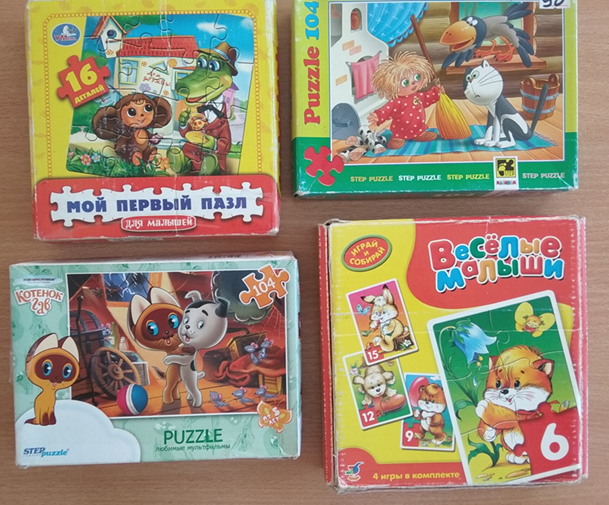 16
ДЕТАЛЕЙ
МОЙ ПЕРВЫЙ ПАЗЛ
для малышей
Puzzle 104
STEP PUZZLE STEP PUZZLE STEP PUZZLE STEP PUZZLE
КОТЕНОК
ГАВ
104
PUZZLE
любимые мультфильмы
STEP puzzle
ИГРАЙ И
СОБИРАЙ
ВЕСЁЛЫЕ
МАЛЫШИ
15
12
9
6
4 игры в комплекте